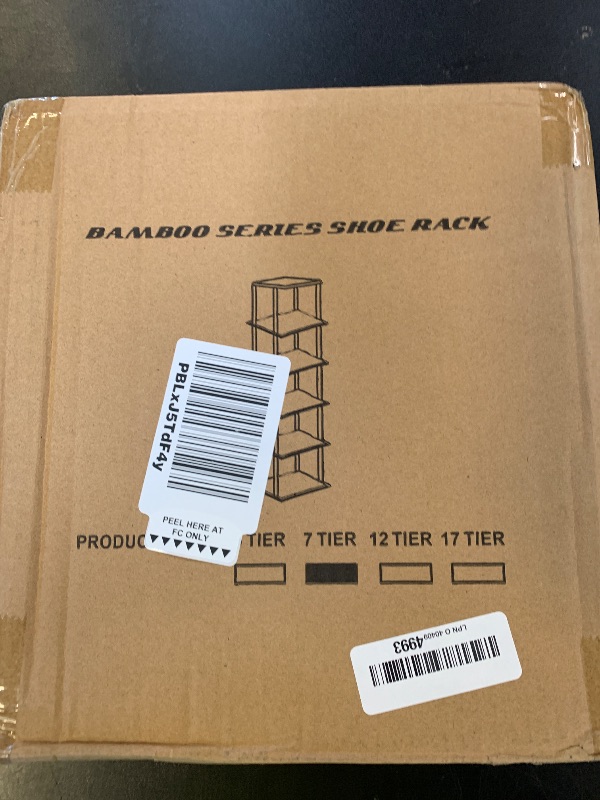 BAMBOO SERIES SHOE RACK
PBLxJ5TdF4y
PEEL HERE AT
FC ONLY
PRODUC TIER 7 TIER 12 TIER 17 TIER
LPN O 40409 4993